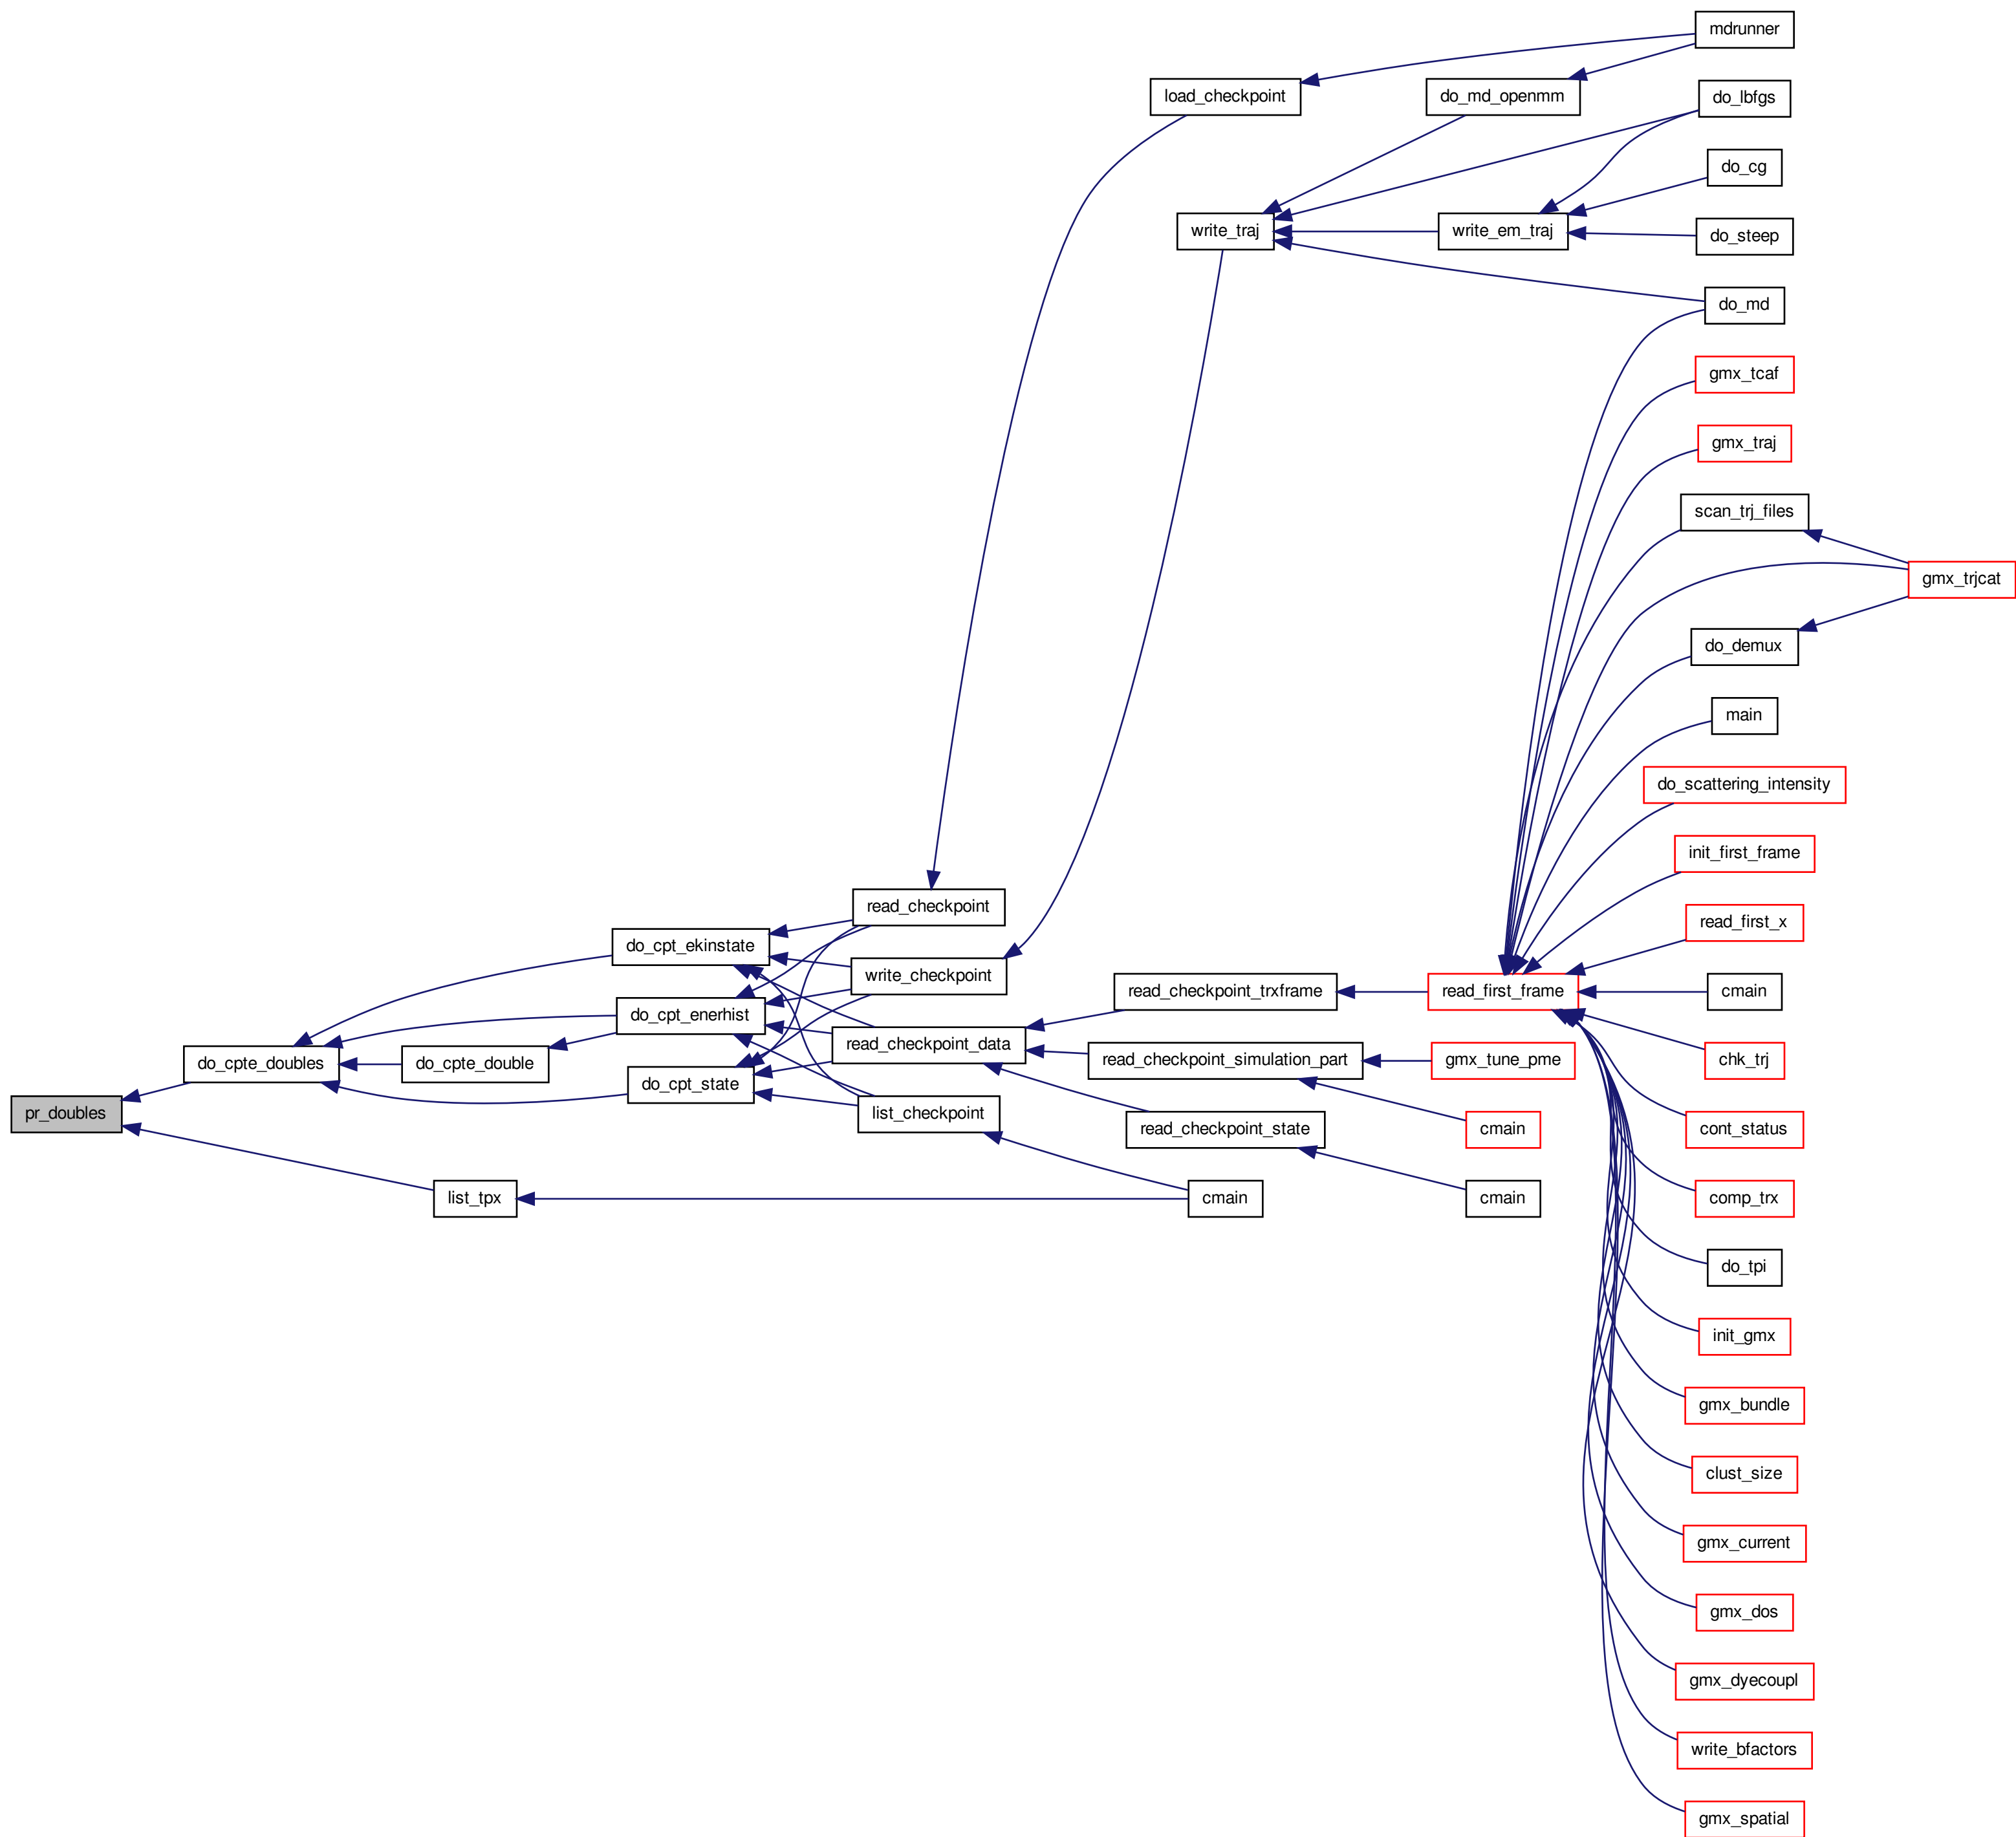 mdrunner
load_checkpoint
do_md_openmm
do_lbfgs
do_cg
write_traj
write_em_traj
do_steep
do_md
gmx_tcaf
gmx_traj
scan_trj_files
gmx_trjcat
do_demux
main
do_scattering_intensity
init_first_frame
read_checkpoint
read_first_x
do_cpt_ekinstate
write_checkpoint
read_checkpoint_trxframe
read_first_frame
cmain
do_cpt_enerhist
read_checkpoint_data
read_checkpoint_simulation_part
gmx_tune_pme
chk_trj
do_cpte_doubles
do_cpte_double
do_cpt_state
pr_doubles
list_checkpoint
read_checkpoint_state
cmain
cont_status
list_tpx
cmain
cmain
comp_trx
do_tpi
init_gmx
gmx_bundle
clust_size
gmx_current
gmx_dos
gmx_dyecoupl
write_bfactors
gmx_spatial